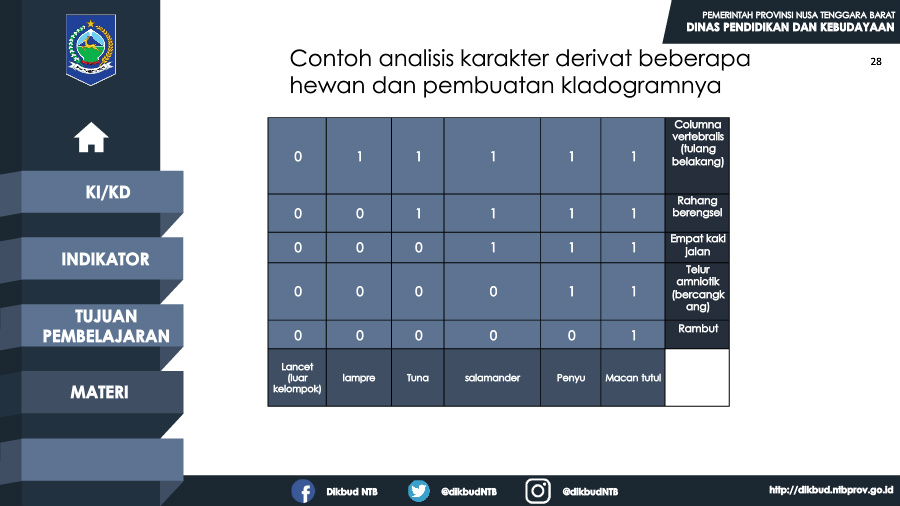 PEMERINTAH PROVINSI NUSA TENGGARA BARAT
DINAS PENDIDIKAN DAN KEBUDAYAAN
28
Contoh analisis karakter derivat beberapa
hewan dan pembuatan kladogramnya
KI/KD
INDIKATOR
TUJUAN
PEMBELAJARAN
MATERI
0 1 1 1 1 1 Columna
vertebralis
(tulang
belakang)
0 0 1 1 1 1 Rahang
berengsel
0 0 0 1 1 1 Empat kaki
jalan
0 0 0 0 1 1 Telur
amniotik
(bercangk
ang)
0 0 0 0 0 1 Rambut
Lancet
(luar
kelompok)
lampre
Tuna
salamander
Penyu
Macan tutul
Dikbud NTB
@dikbudNTB
@dikbudNTB
http://dikbud.ntbprov.go.id